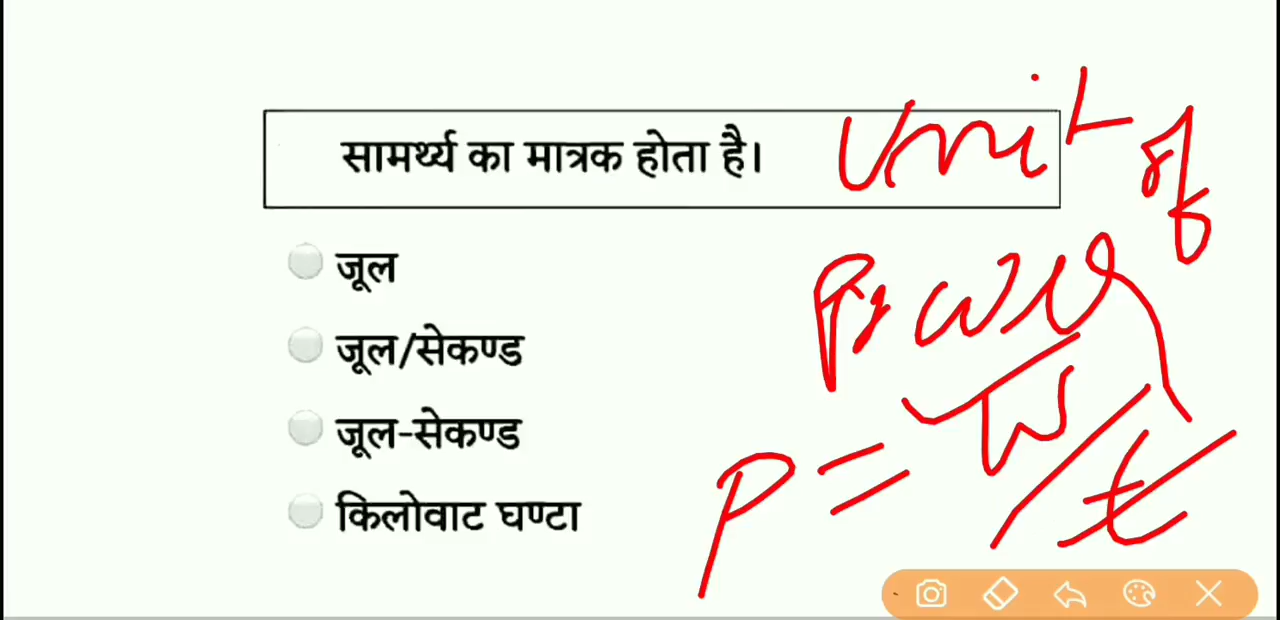 सामर्थ्य का मात्रक होता है।
unit of
Power
जूल
जूल/सेकण्ड
जूल-सेकण्ड
किलोवाट घण्टा
P = W/t